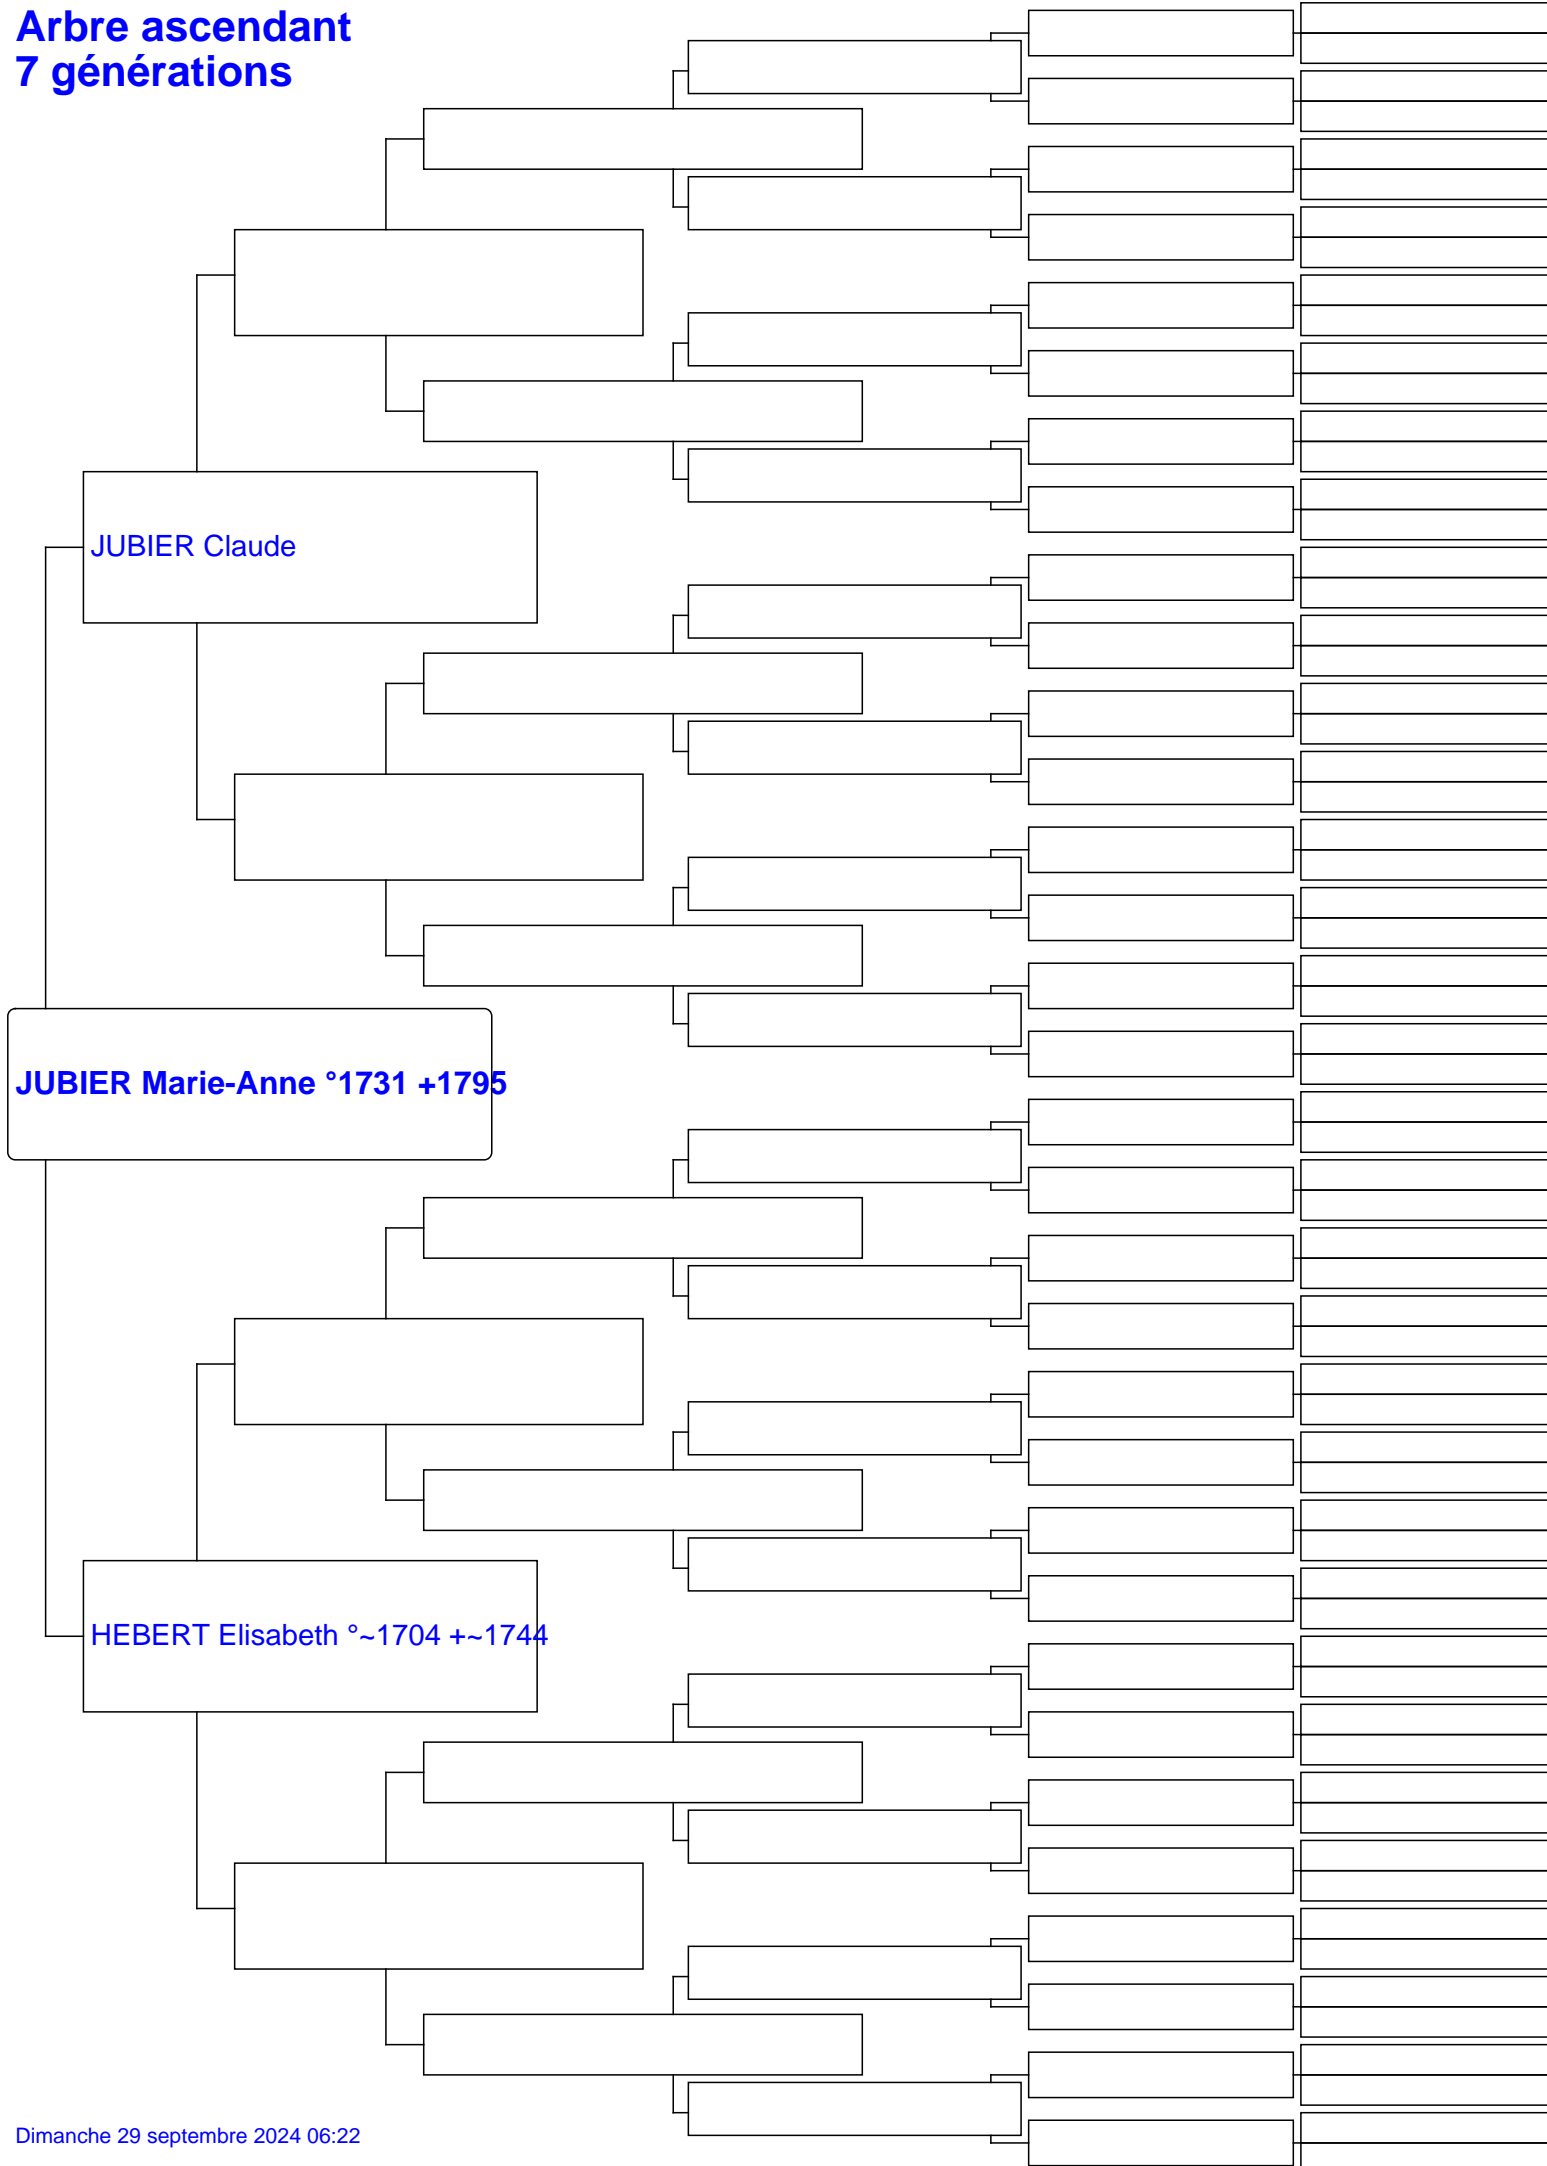 Arbre ascendant
7 générations
JUBIER Claude
JUBIER Marie-Anne °1731 +1795
HEBERT Elisabeth °~1704 +~1744
Dimanche 29 septembre 2024 06:22